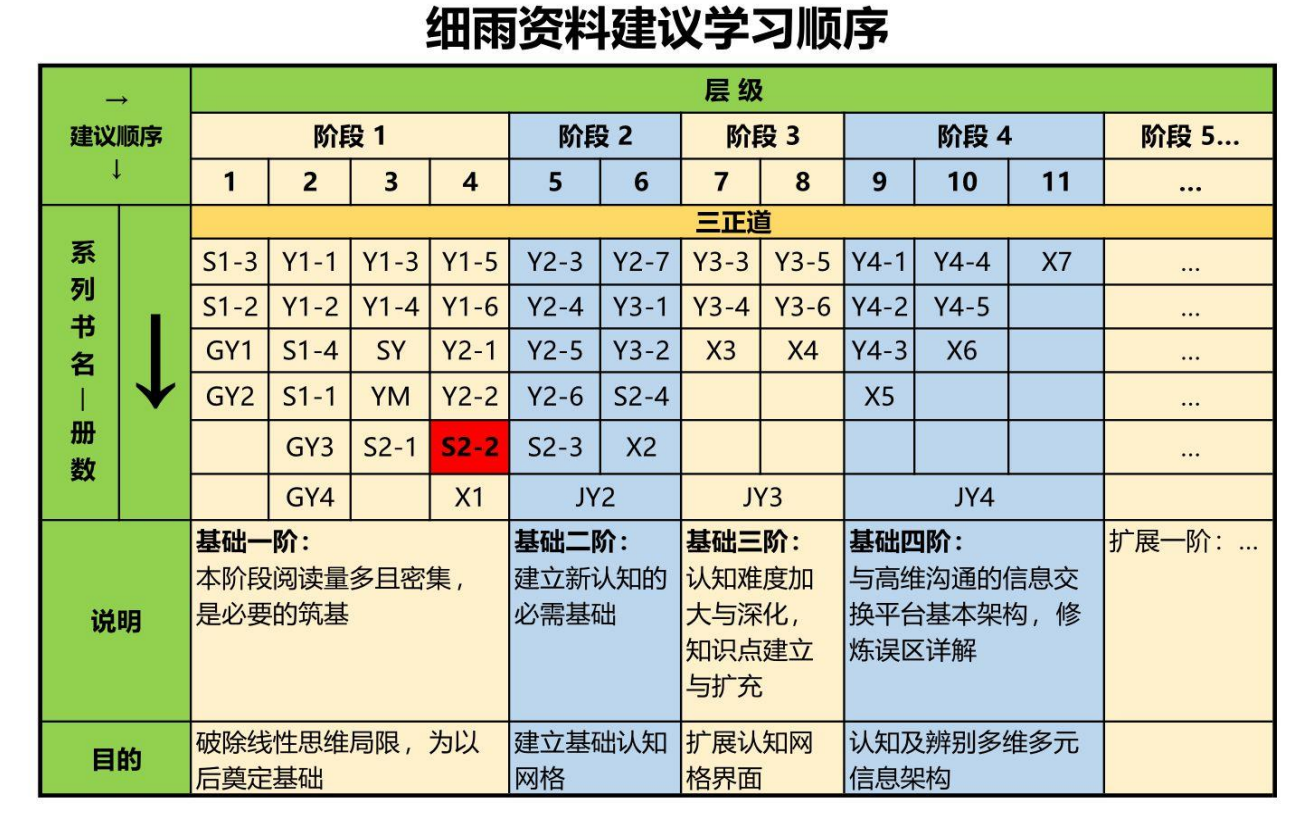 细雨资料建议学习顺序
→
建议顺序
↓
层 级
阶段 1 阶段 2 阶段 3 阶段 4 阶段 5...
1 2 3 4 5 6 7 8 9 10 11 ...
系列书名—册数
↓
三正道
S1-3 Y1-1 Y1-3 Y1-5 Y2-3 Y2-7 Y3-3 Y3-5 Y4-1 Y4-4 X7 ...
S1-2 Y1-2 Y1-4 Y1-6 Y2-4 Y3-1 Y3-4 Y3-6 Y4-2 Y4-5 ...
GY1 S1-4 SY Y2-1 Y2-5 Y3-2 X3 X4 Y4-3 X6 ...
GY2 S1-1 YM Y2-2 Y2-6 S2-4 X5 ...
GY3 S2-1 S2-2 S2-3 X2 ...
GY4 X1 JY2 JY3 JY4
说明
基础一阶：
本阶段阅读量多且密集，
是必要的筑基
基础二阶：
建立新认知的
必需基础
基础三阶：
认知难度加
大与深化，
知识点建立
与扩充
基础四阶：
与高维沟通的信息交
换平台基本架构，修
炼误区详解
扩展一阶：...
目的
破除线性思维局限，为以
后奠定基础
建立基础认知
网格
扩展认知网
格界面
认知及辨别多维多元
信息架构